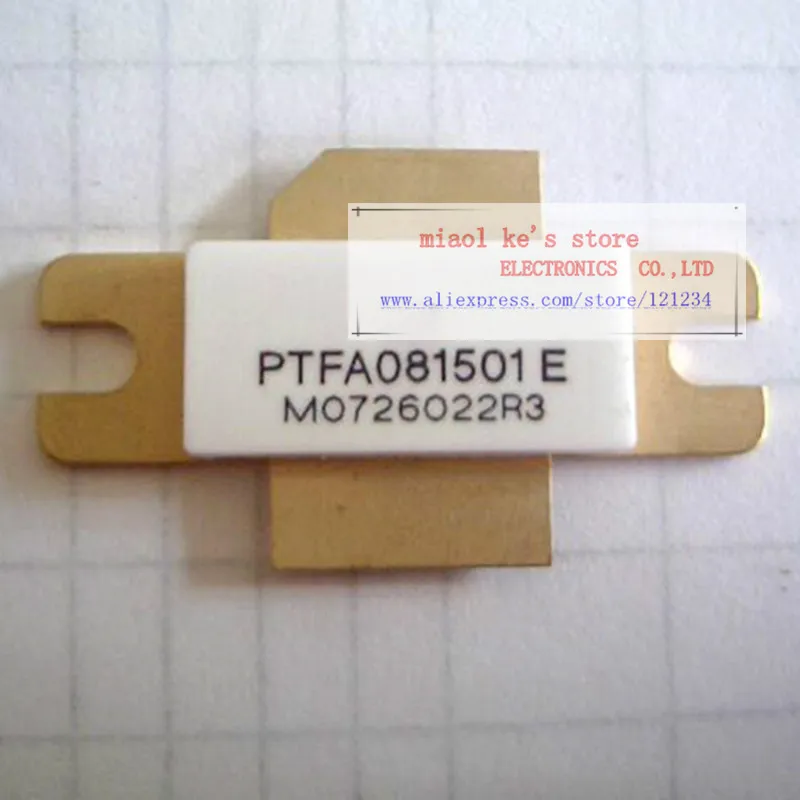 miaol ke's store
ELECTRONICS CO.,LTD
www.aliexpress.com/store/121234
PTFA081501 E
M0726022R3